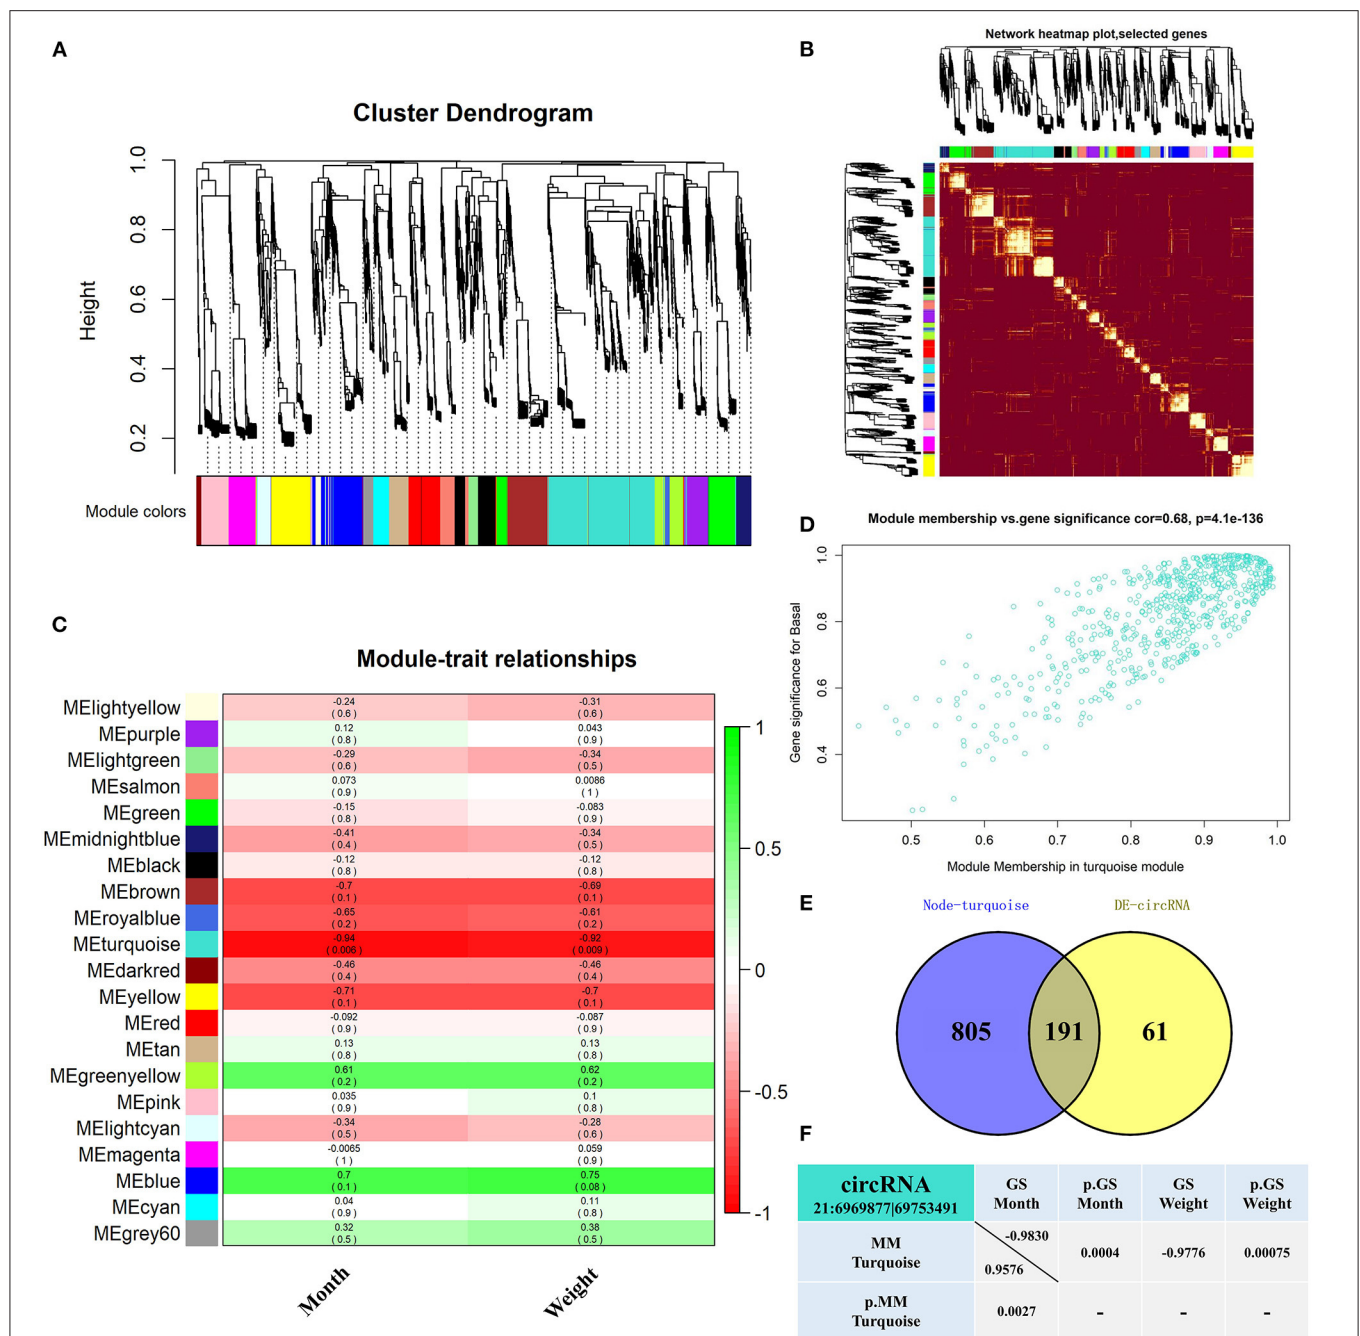 A
Cluster Dendrogram
Height
1.0
0.8
0.6
0.4
0.2
Module colors
B
Network heatmap plot,selected genes
C
Module-trait relationships
MElightyellow -0.24 -0.31
( 0.6 ) ( 0.6 )
MEpurple 0.12 0.043
( 0.8 ) ( 0.9 )
MElightgreen -0.29 -0.34
( 0.6 ) ( 0.5 )
MEsalmon 0.073 0.0086
( 0.9 ) ( 1 )
MEgreen -0.15 -0.083
( 0.8 ) ( 0.9 )
MEmidnightblue -0.41 -0.34
( 0.4 ) ( 0.5 )
MEblack -0.12 -0.12
( 0.8 ) ( 0.8 )
MEbrown -0.7 -0.69
( 0.1 ) ( 0.1 )
MEroyalblue -0.65 -0.61
( 0.2 ) ( 0.2 )
MEturquoise -0.94 -0.92
( 0.006 ) ( 0.009 )
MEdarkred -0.46 -0.46
( 0.4 ) ( 0.4 )
MEyellow -0.71 -0.7
( 0.1 ) ( 0.1 )
MEred -0.092 -0.087
( 0.9 ) ( 0.9 )
MEtan 0.13 0.13
( 0.8 ) ( 0.8 )
MEgreenyellow 0.61 0.62
( 0.2 ) ( 0.2 )
MEpink 0.035 0.1
( 0.9 ) ( 0.8 )
MElightcyan -0.34 -0.28
( 0.5 ) ( 0.6 )
MEmagenta -0.0065 0.059
( 1 ) ( 0.9 )
MEblue 0.7 0.75
( 0.1 ) ( 0.08 )
MEcyan 0.04 0.11
( 0.9 ) ( 0.8 )
MEgrey60 0.32 0.38
( 0.5 ) ( 0.5 )
Month Weight
1
0.5
0
-0.5
-1
D
Module membership vs.gene significance cor=0.68, p=4.1e-136
Gene significance for Basal
1.0
0.8
0.6
0.4
0.5 0.6 0.7 0.8 0.9 1.0
Module Membership in turquoise module
E
Node-turquoise DE-circRNA
805 191 61
F
circRNA
21:6969877|69753491
GS Month
p.GS Month
GS Weight
p.GS Weight
MM Turquoise
-0.9830
0.9576
0.0004 -0.9776 0.00075
p.MM Turquoise
0.0027 - - -